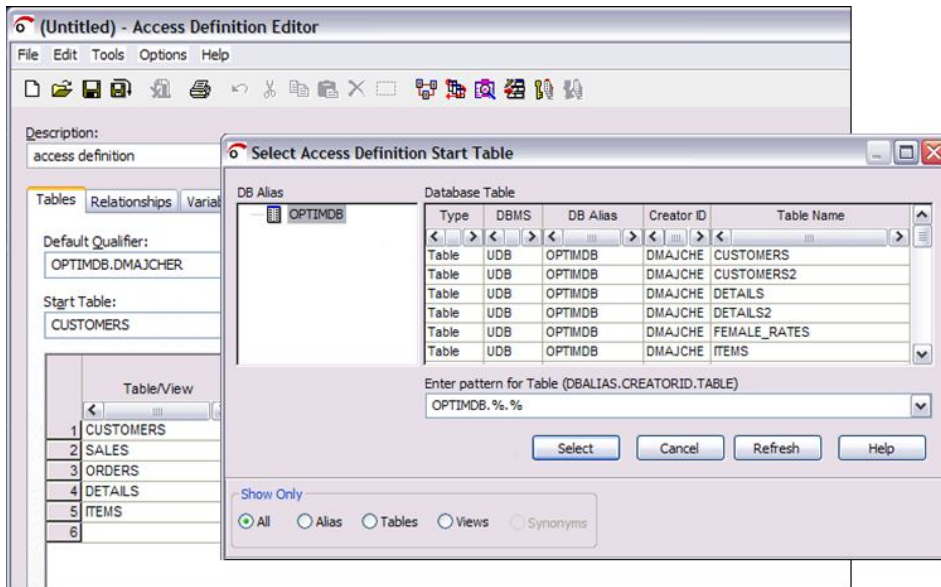 (Untitled) - Access Definition Editor
File Edit Tools Options Help
Description:
access definition
Tables Relationships
Default Qualifier:
OPTIMDB.DMAJCHER
Start Table:
CUSTOMERS
Table/View
1 CUSTOMERS
2 SALES
3 ORDERS
4 DETAILS
5 ITEMS
6
Select Access Definition Start Table
DB Alias
OPTIMDB
Database Table
Type DBMS DB Alias Creator ID Table Name
Table UDB OPTIMDB DMAJCHE CUSTOMERS
Table UDB OPTIMDB DMAJCHE CUSTOMERS2
Table UDB OPTIMDB DMAJCHE DETAILS
Table UDB OPTIMDB DMAJCHE DETAILS2
Table UDB OPTIMDB DMAJCHE FEMALE_RATES
Table UDB OPTIMDB DMAJCHE ITEMS
Enter pattern for Table (DBALIAS.CREATORID.TABLE)
OPTIMDB.%.%
Select Cancel Refresh Help
Show Only
All Alias Tables Views Synonyms